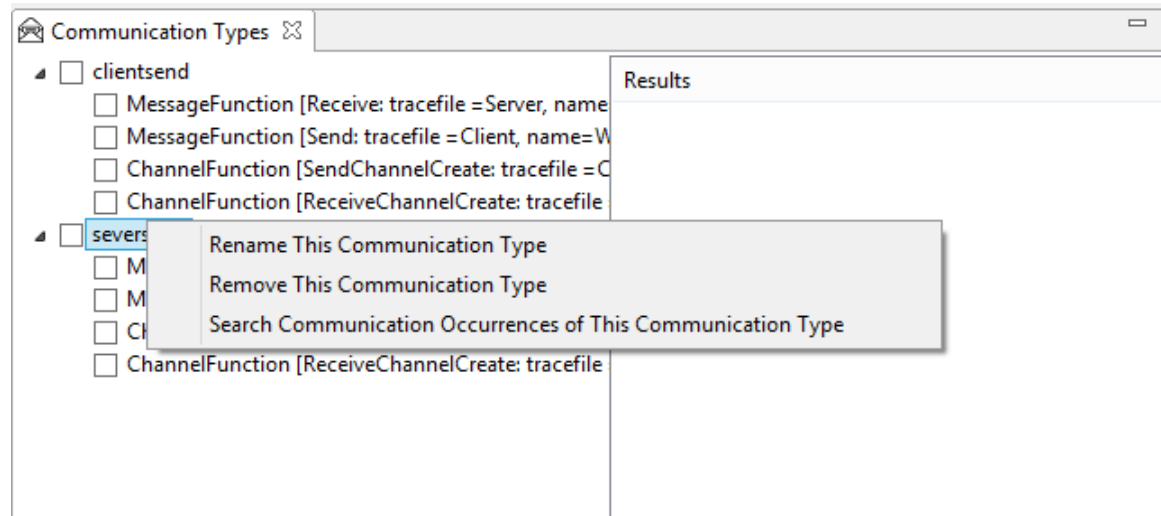 Communication Types
clientsend
Results
MessageFunction [Receive: tracefile =Server, name
MessageFunction [Send: tracefile =Client, name=W
ChannelFunction [SendChannelCreate: tracefile =C
ChannelFunction [ReceiveChannelCreate: tracefile
severs
Rename This Communication Type
M
Remove This Communication Type
M
Search Communication Occurrences of This Communication Type
Ch
ChannelFunction [ReceiveChannelCreate: tracefile